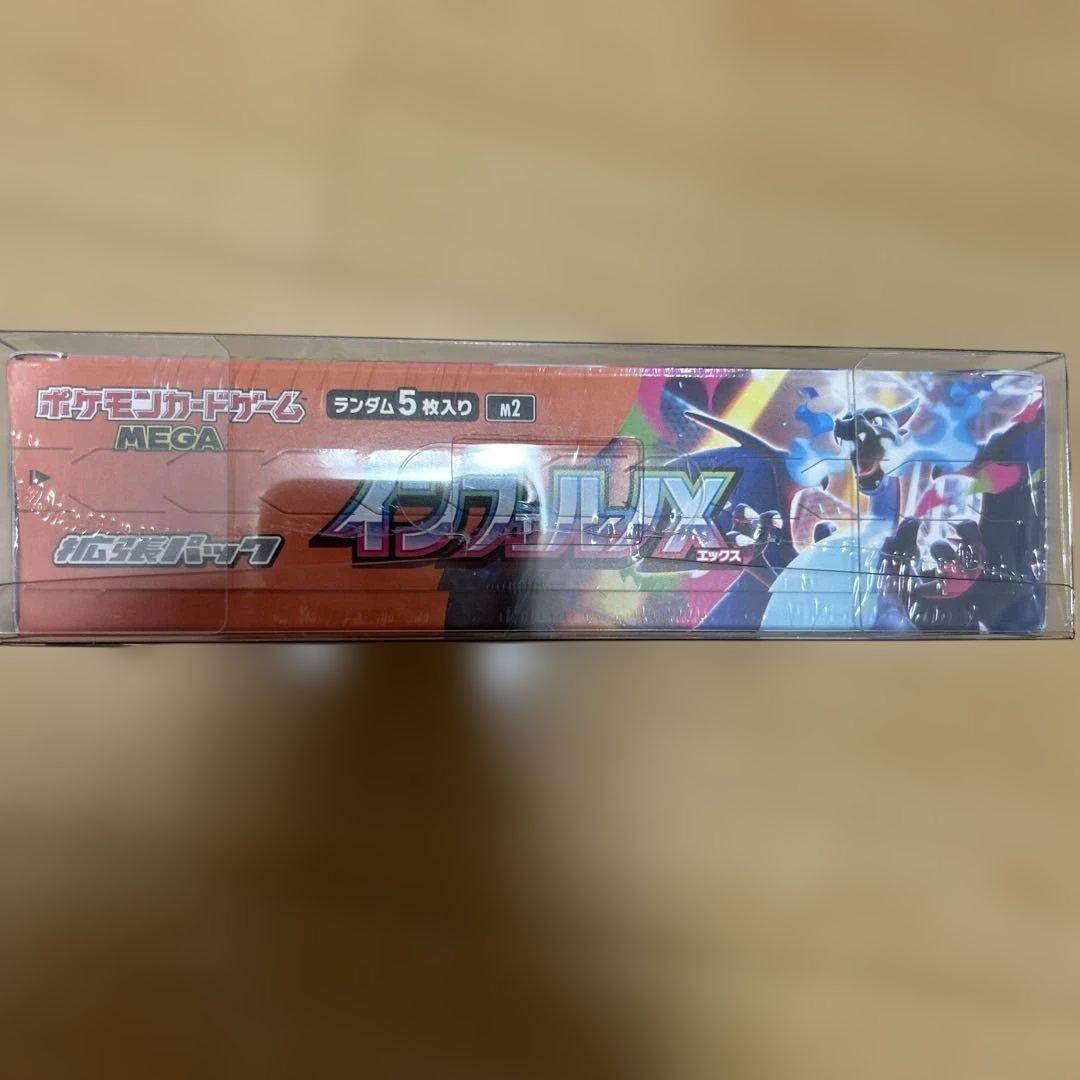 ポケモンカードゲーム
MEGA
ランダム5枚入り
M2
拡張パック
インフェルノX
エックス